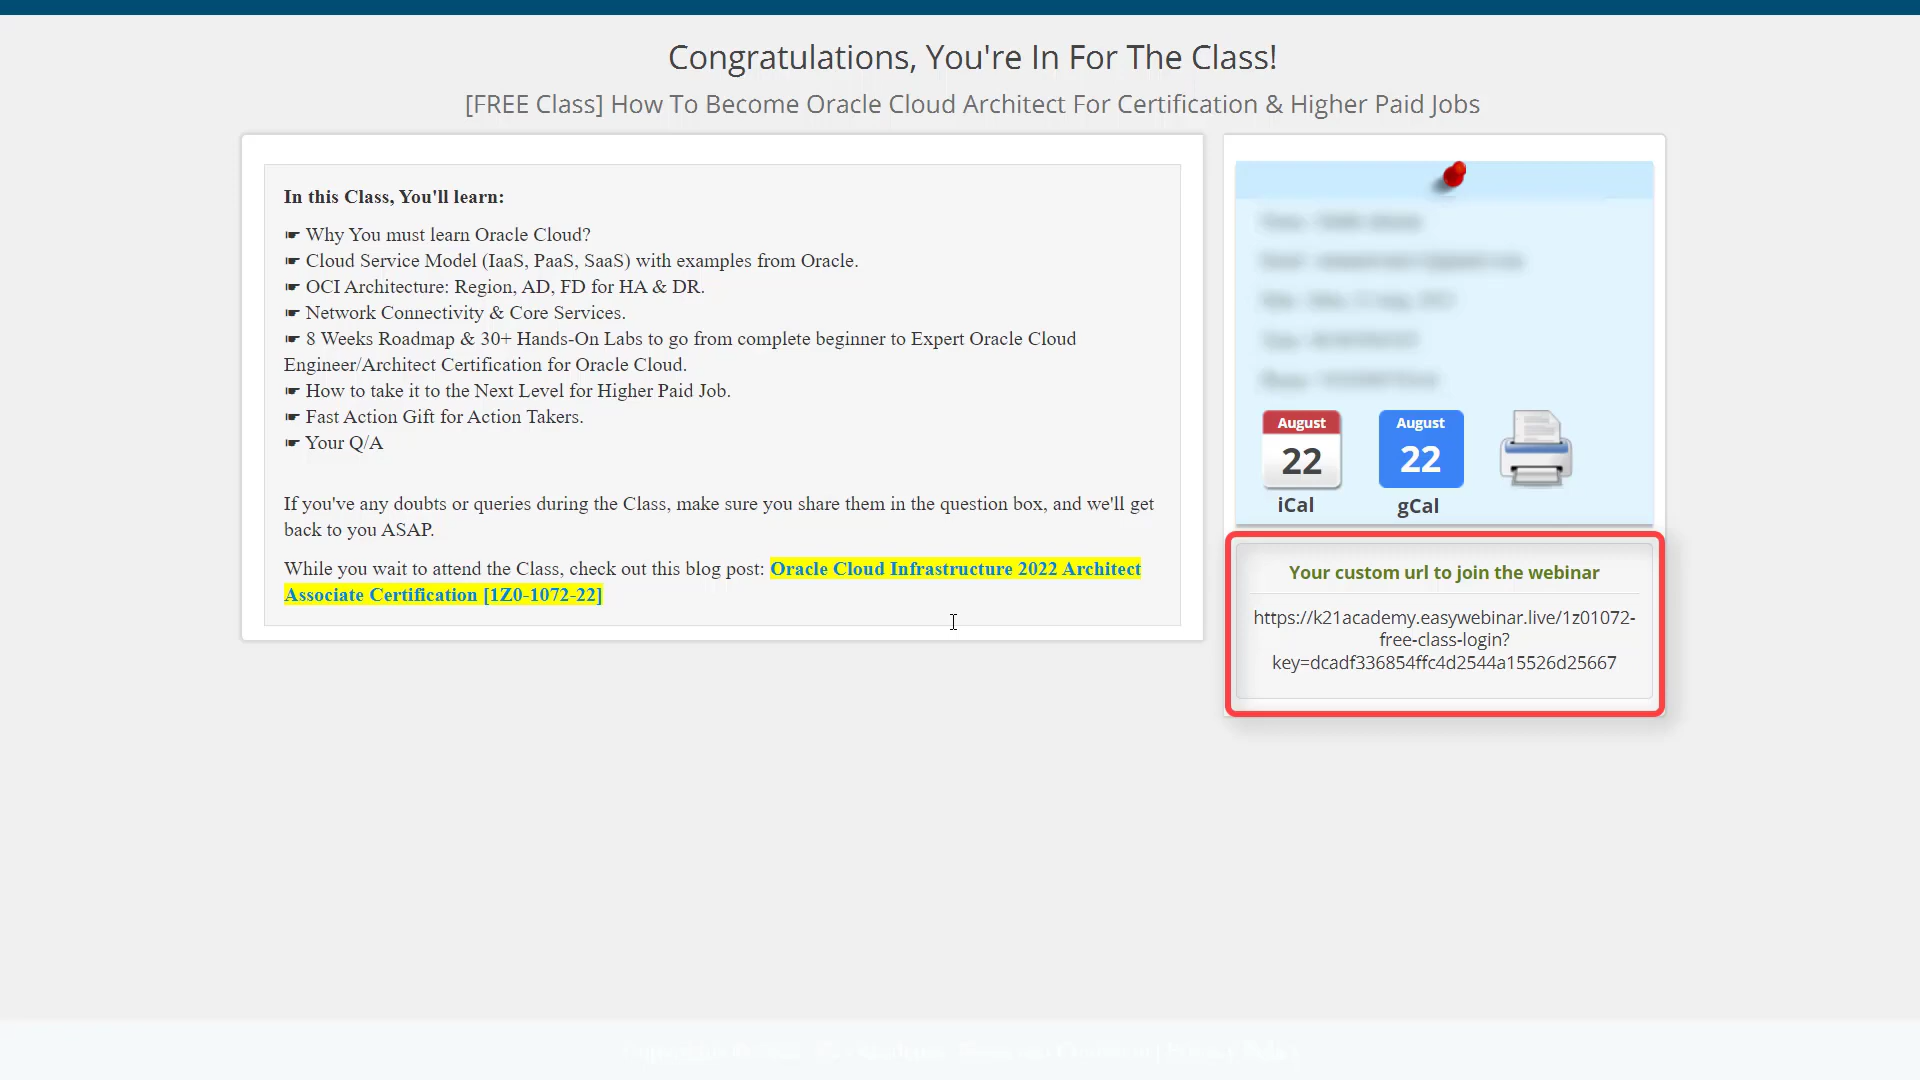 Congratulations, You're In For The Class!
[FREE Class] How To Become Oracle Cloud Architect For Certification & Higher Paid Jobs
In this Class, You'll learn:
☛ Why You must learn Oracle Cloud?
☛ Cloud Service Model (IaaS, PaaS, SaaS) with examples from Oracle.
☛ OCI Architecture: Region, AD, FD for HA & DR.
☛ Network Connectivity & Core Services.
☛ 8 Weeks Roadmap & 30+ Hands-On Labs to go from complete beginner to Expert Oracle Cloud
Engineer/Architect Certification for Oracle Cloud.
☛ How to take it to the Next Level for Higher Paid Job.
☛ Fast Action Gift for Action Takers.
☛ Your Q/A
If you've any doubts or queries during the Class, make sure you share them in the question box, and we'll get
back to you ASAP.
While you wait to attend the Class, check out this blog post: Oracle Cloud Infrastructure 2022 Architect
Associate Certification [1Z0-1072-22]
August
22
iCal
August
22
gCal
Your custom url to join the webinar
https://k21academy.easywebinar.live/1z01072-
free-class-login?
key=dcadf336854ffc4d2544a15526d25667